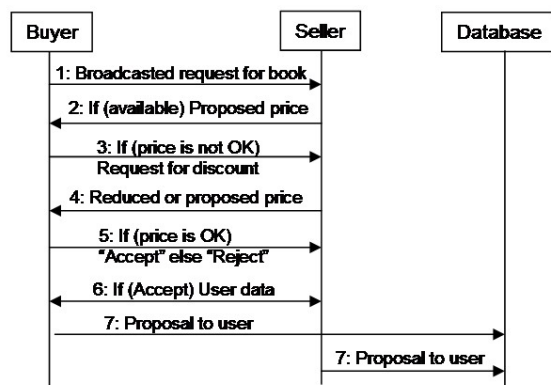 Buyer
Seller
Database
1: Broadcasted request for book
2: If (available) Proposed price
3: If (price is not OK)
Request for discount
4: Reduced or proposed price
5: If (price is OK)
“Accept” else “Reject”
6: If (Accept) User data
7: Proposal to user
7: Proposal to user